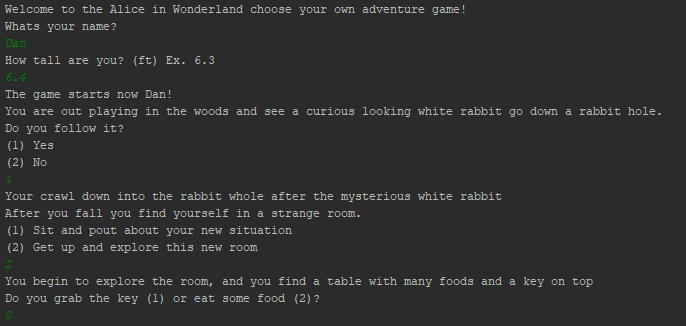 Welcome to the Alice in Wonderland choose your own adventure game!
Whats your name?
Dan
How tall are you? (ft) Ex. 6.3
6.4
The game starts now Dan!
You are out playing in the woods and see a curious looking white rabbit go down a rabbit hole.
Do you follow it?
(1) Yes
(2) No
1
Your crawl down into the rabbit whole after the mysterious white rabbit
After you fall you find yourself in a strange room.
(1) Sit and pout about your new situation
(2) Get up and explore this new room
2
You begin to explore the room, and you find a table with many foods and a key on top
Do you grab the key (1) or eat some food (2)?
2